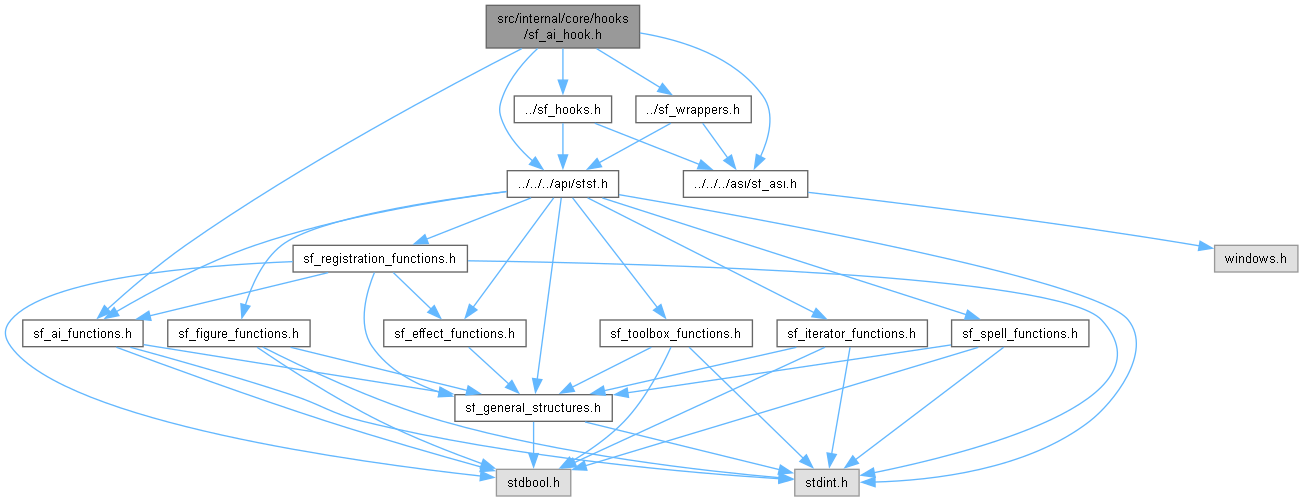 src/internal/core/hooks
/sf_ai_hook.h
../sf_hooks.h
../sf_wrappers.h
../../../api/sfsf.h
../../../asi/sf_asi.h
sf_registration_functions.h
windows.h
sf_ai_functions.h
sf_figure_functions.h
sf_effect_functions.h
sf_toolbox_functions.h
sf_iterator_functions.h
sf_spell_functions.h
sf_general_structures.h
stdbool.h
stdint.h